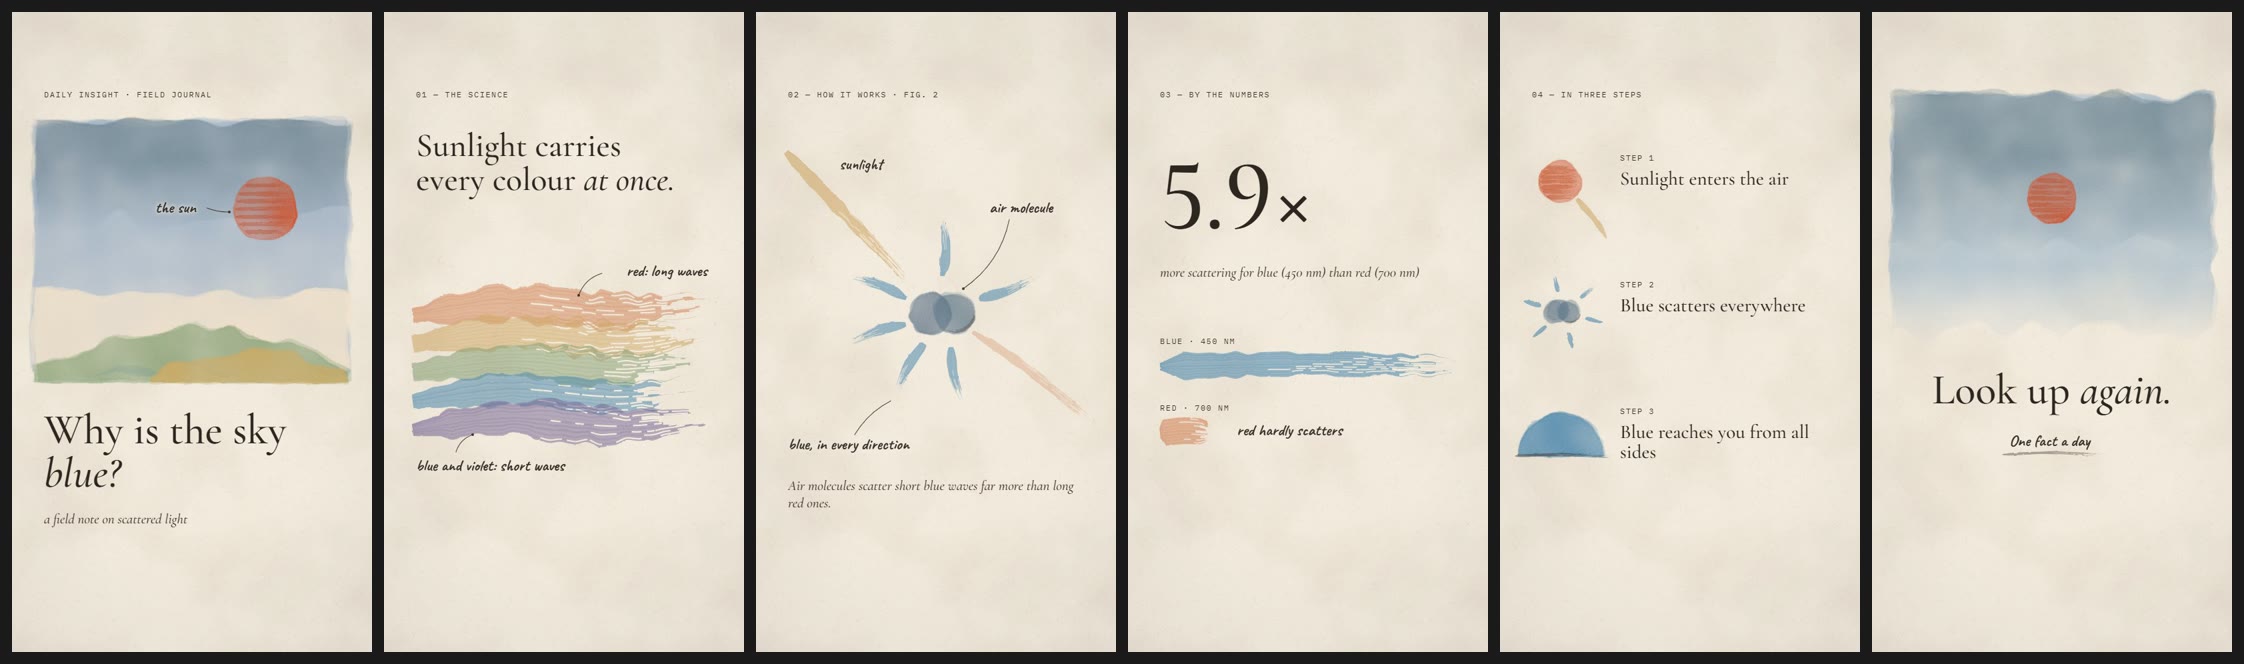 DAILY INSIGHT · FIELD JOURNAL
the sun
Why is the sky
blue?
a field note on scattered light
01 — THE SCIENCE
Sunlight carries
every colour at once.
red: long waves
blue and violet: short waves
02 — HOW IT WORKS · FIG. 2
sunlight
air molecule
blue, in every direction
Air molecules scatter short blue waves far more than long
red ones.
03 — BY THE NUMBERS
5.9×
more scattering for blue (450 nm) than red (700 nm)
BLUE · 450 NM
RED · 700 NM
red hardly scatters
04 — IN THREE STEPS
STEP 1
Sunlight enters the air
STEP 2
Blue scatters everywhere
STEP 3
Blue reaches you from all
sides
Look up again.
One fact a day